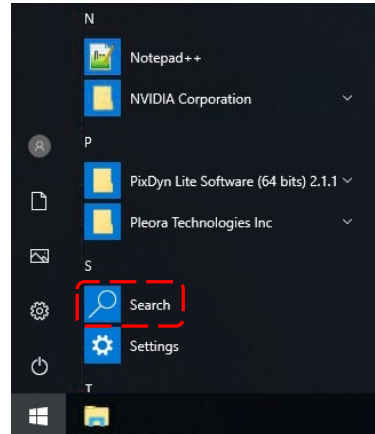 N
Notepad++
NVIDIA Corporation
P
PixDyn Lite Software (64 bits) 2.1.1
Pleora Technologies Inc
S
Search
Settings
T